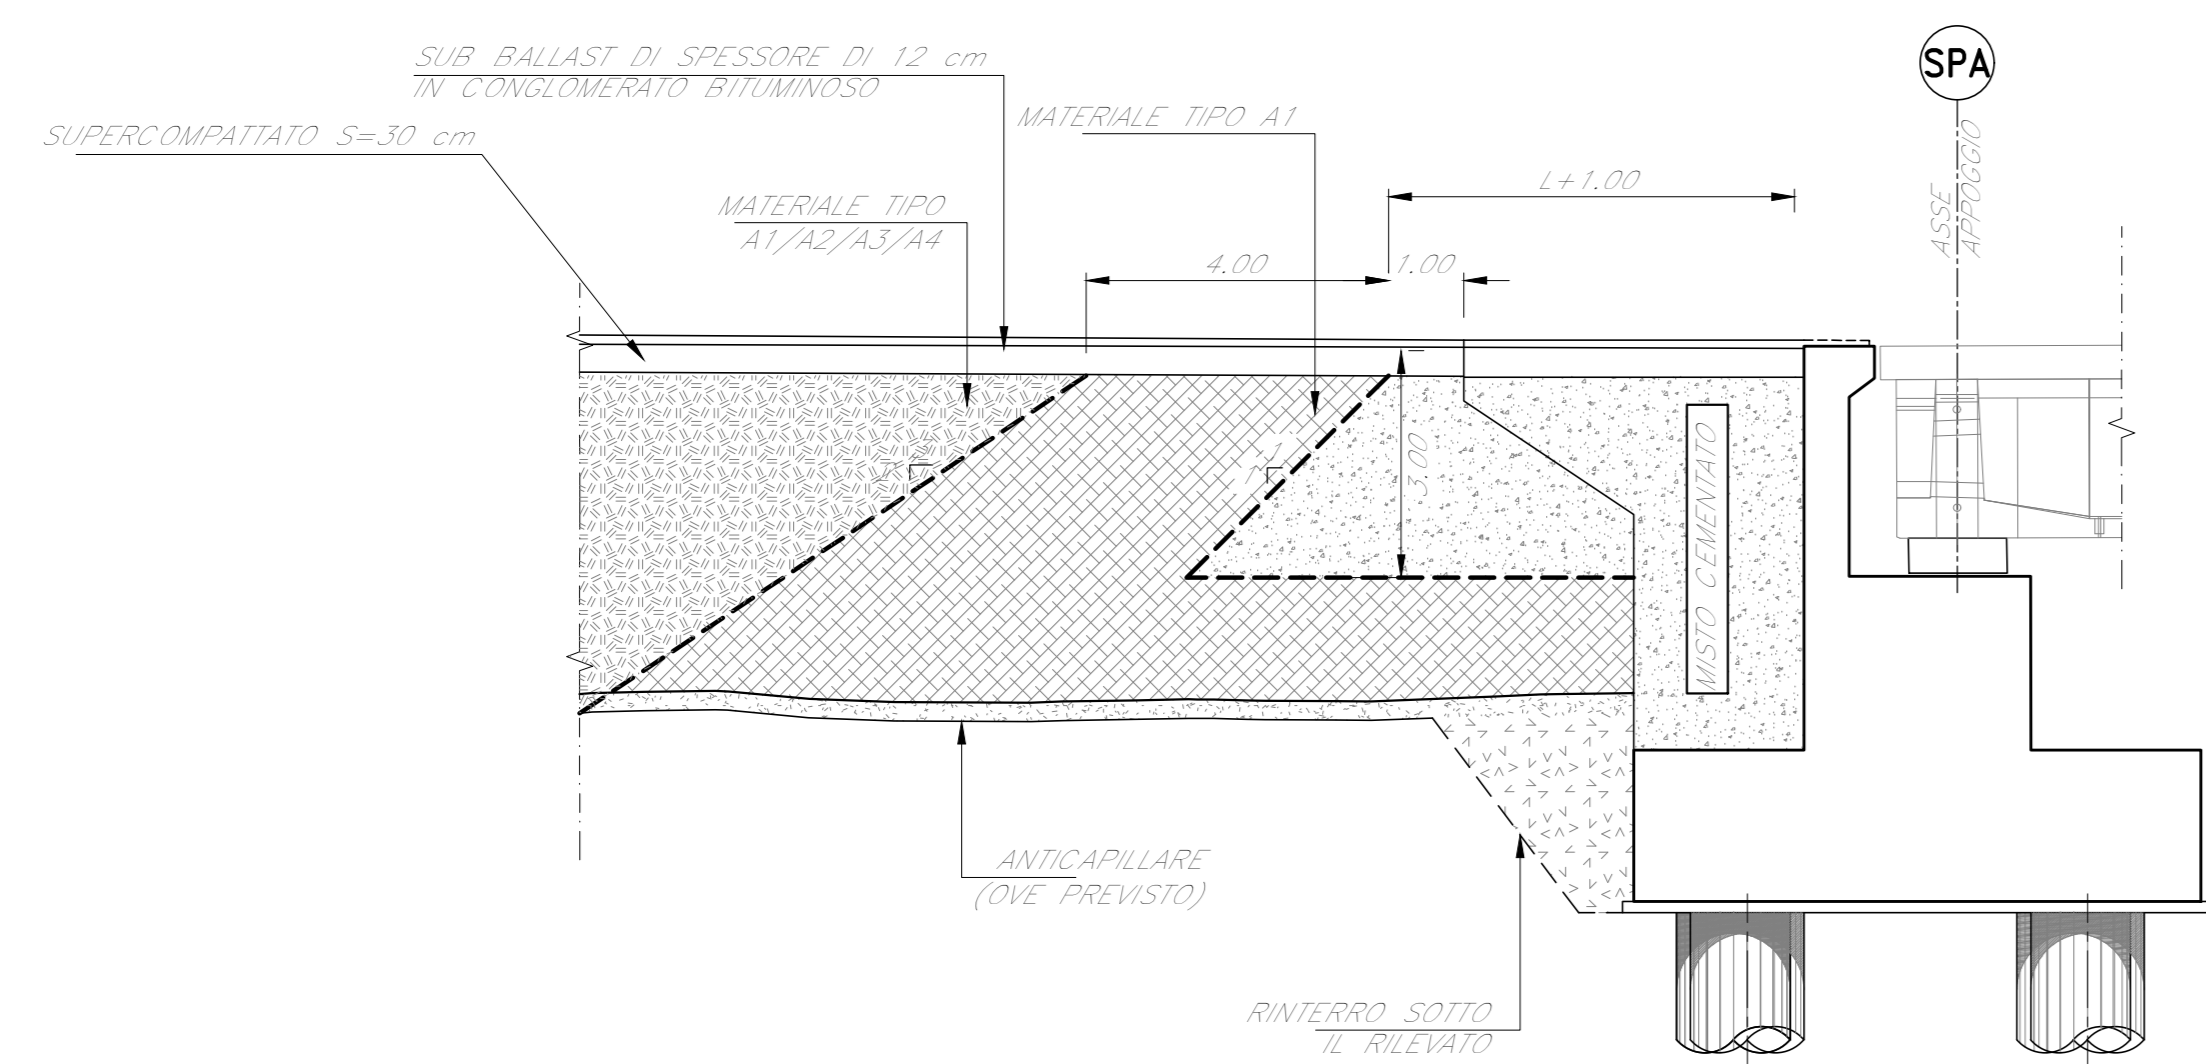 SUB BALLAST DI SPESSORE DI 12 cm
IN CONGLOMERATO BITUMINOSO
SPA
MATERIALE TIPO A1
SUPERCOMPATTATO S=30 cm
ASSE
APPOGGIO
L+1.00
MATERIALE TIPO
A1/A2/A3/A4
4.00
1.00
3.00
MISTO CEMENTATO
ANTICAPILLARE
(OVE PREVISTO)
RINTERRO SOTTO
IL RILEVATO